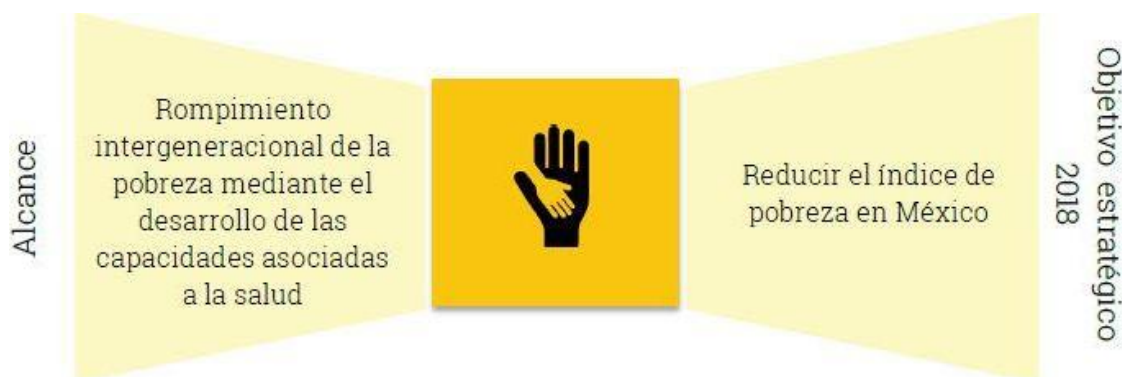 Alcance
Rompimiento
intergeneracional de la
pobreza mediante el
desarrollo de las
capacidades asociadas
a la salud
Reducir el índice de
pobreza en México
Objetivo estratégico
2018